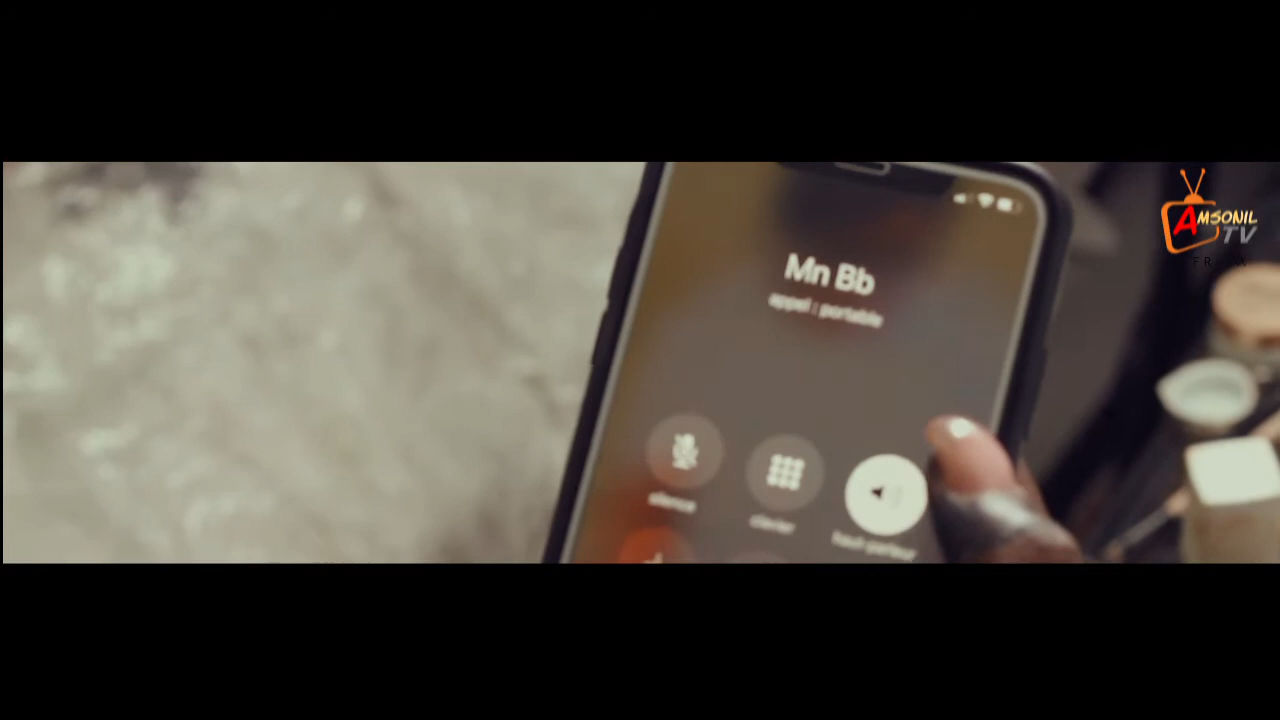 Mn Bb
appel : portable
silence
clavier
haut-parleur
AMSONIL
TV